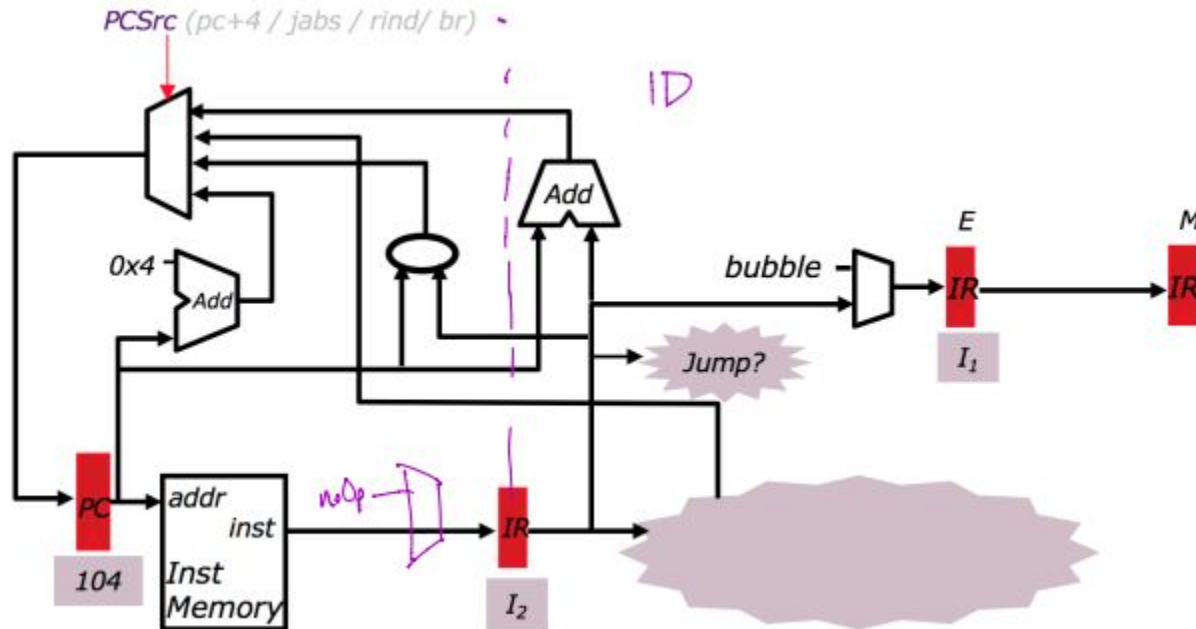 PCSrc (pc+4 / jabs / rind/ br)
ID
Add
E
M
0x4
Add
bubble
IR
IR
Jump?
I1
PC
addr
inst
Inst
Memory
noOp
IR
104
I2